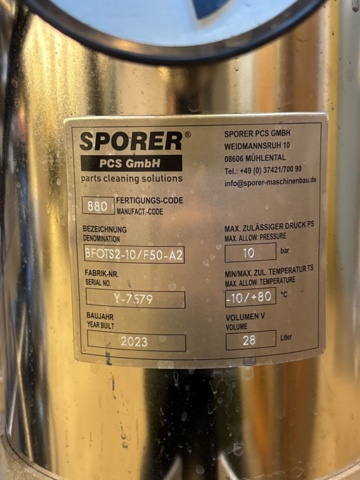 SPORER®
PCS GmbH
parts cleaning solutions
SPORER PCS GMBH
WEIDMANNSRUH 10
08606 MÜHLENTAL
Tel.: +49 (0) 37421/700 90
info@sporer-maschinenbau.de
880 FERTIGUNGS-CODE
MANUFACT.-CODE
BEZEICHNUNG
DENOMINATION
BFOTS2-10/F50-A2
MAX. ZULÄSSIGER DRUCK PS
MAX. ALLOW. PRESSURE
10 bar
FABRIK-NR.
SERIAL NO.
Y-7579
MIN/MAX. ZUL. TEMPERATUR TS
MAX. ALLOW. TEMPERATURE
-10/+80 °C
BAUJAHR
YEAR BUILT
2023
VOLUMEN V
VOLUME
28 Liter